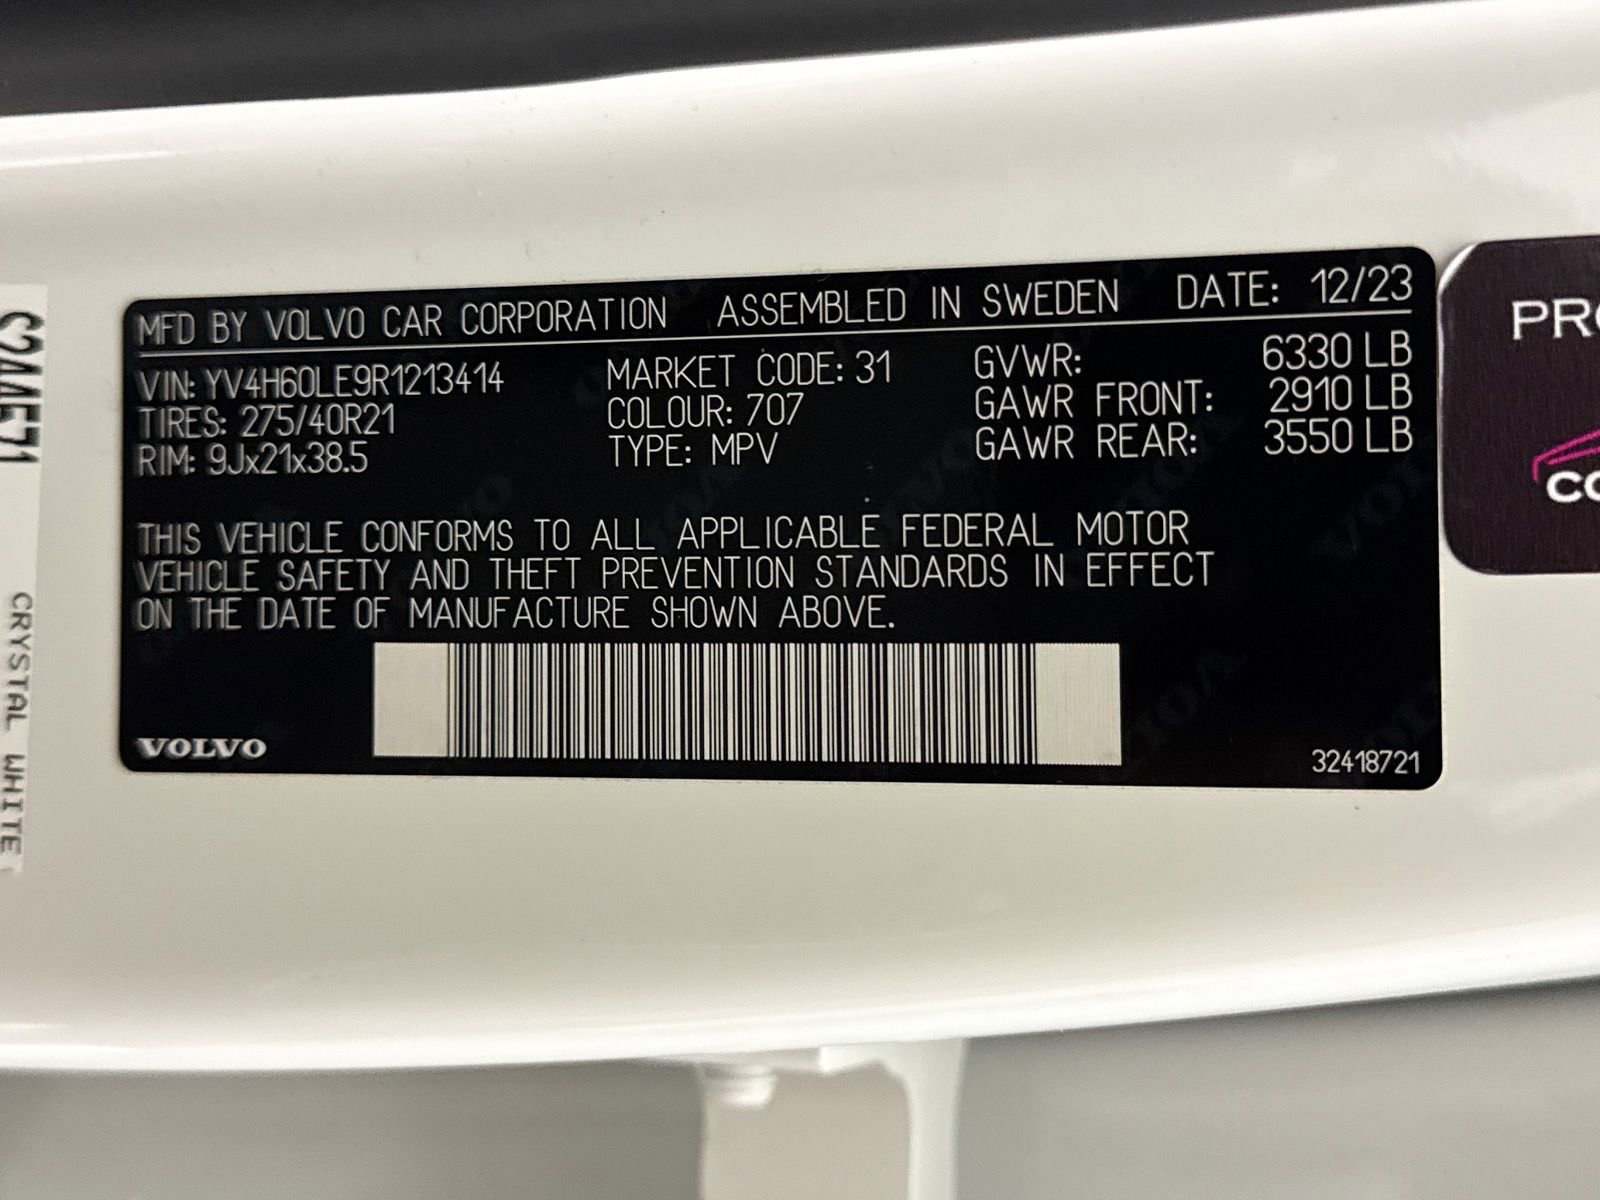 MFD BY VOLVO CAR CORPORATION ASSEMBLED IN SWEDEN DATE: 12/23
VIN: YV4H60LE9R1213414 MARKET CODE: 31 GVWR: 6330 LB
TIRES: 275/40R21 COLOUR: 707 GAWR FRONT: 2910 LB
RIM: 9Jx21x38.5 TYPE: MPV GAWR REAR: 3550 LB
THIS VEHICLE CONFORMS TO ALL APPLICABLE FEDERAL MOTOR
VEHICLE SAFETY AND THEFT PREVENTION STANDARDS IN EFFECT
ON THE DATE OF MANUFACTURE SHOWN ABOVE.
VOLVO
32418721
CRYSTAL WHITE